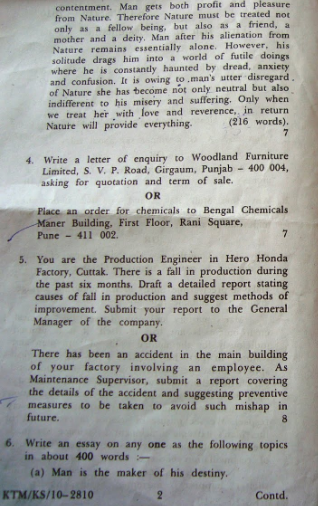 contentment. Man gets both profit and pleasure
from Nature. Therefore Nature must be treated not
only as a fellow being, but also as a friend, a
mother and a deity. Man after his alienation from
Nature remains essentially alone. However, his
solitude drags him into a world of futile doings
where he is constantly haunted by dread, anxiety
and confusion. It is owing to man's utter disregard
of Nature she has become not only neutral but also
indifferent to his misery and suffering. Only when
we treat her with love and reverence, in return
Nature will provide everything. (216 words).
7
4. Write a letter of enquiry to Woodland Furniture
Limited, S. V. P. Road, Girgaum, Punjab – 400 004,
asking for quotation and term of sale.
OR
Place an order for chemicals to Bengal Chemicals
Maner Building, First Floor, Rani Square,
Pune – 411 002. 7
5. You are the Production Engineer in Hero Honda
Factory, Cuttak. There is a fall in production during
the past six months. Draft a detailed report stating
causes of fall in production and suggest methods of
improvement. Submit your report to the General
Manager of the company.
OR
There has been an accident in the main building
of your factory involving an employee. As
Maintenance Supervisor, submit a report covering
the details of the accident and suggesting preventive
measures to be taken to avoid such mishap in
future. 8
6. Write an essay on any one as the following topics
in about 400 words :—
(a) Man is the maker of his destiny.
KTM/KS/10–2810 2 Contd.